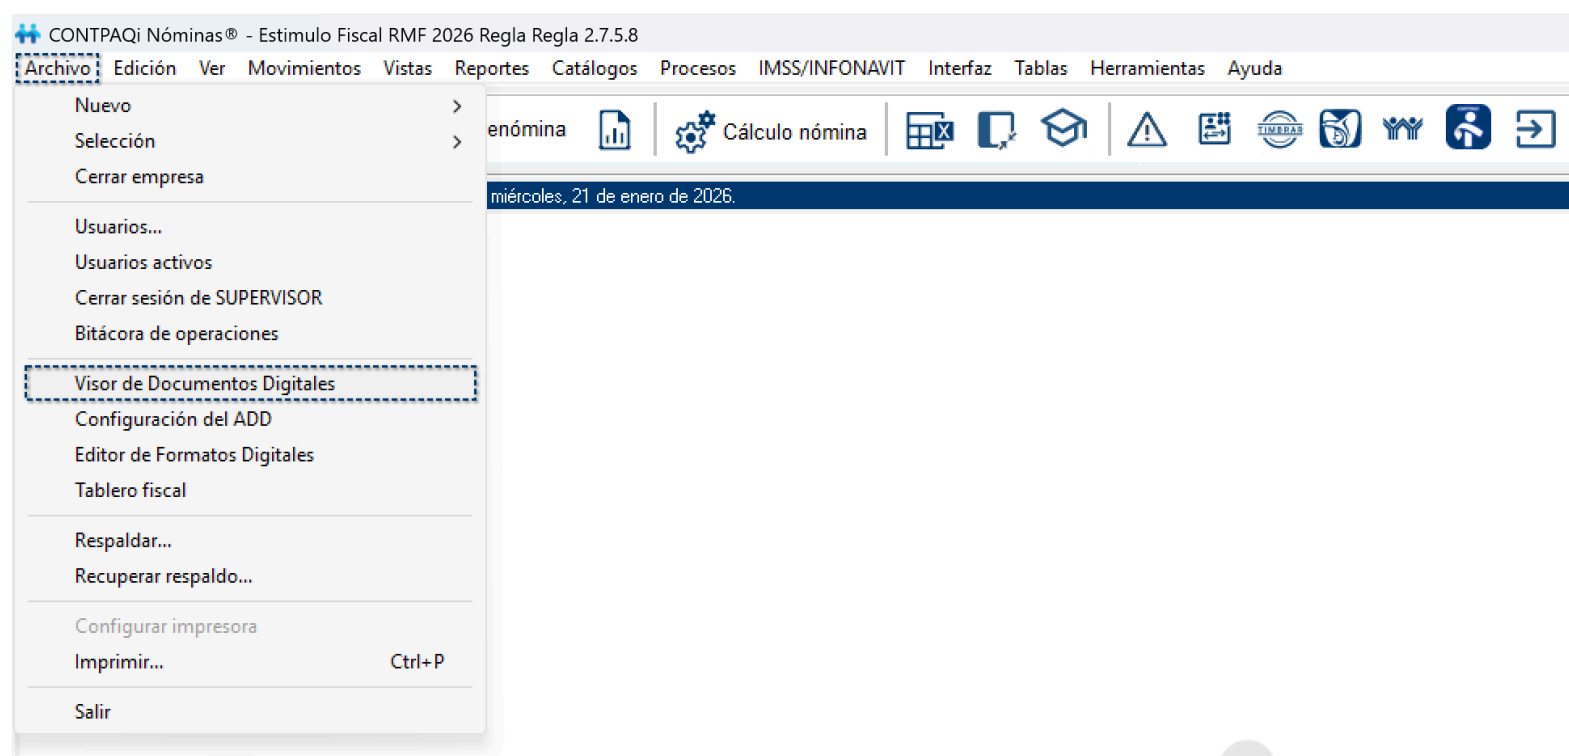 CONTPAQi Nóminas® - Estimulo Fiscal RMF 2026 Regla Regla 2.7.5.8
Archivo Edición Ver Movimientos Vistas Reportes Catálogos Procesos IMSS/INFONAVIT Interfaz Tablas Herramientas Ayuda
enómina Cálculo nómina TIMBRAR
miércoles, 21 de enero de 2026.
Nuevo
Selección
Cerrar empresa
Usuarios...
Usuarios activos
Cerrar sesión de SUPERVISOR
Bitácora de operaciones
Visor de Documentos Digitales
Configuración del ADD
Editor de Formatos Digitales
Tablero fiscal
Respaldar...
Recuperar respaldo...
Configurar impresora
Imprimir... Ctrl+P
Salir